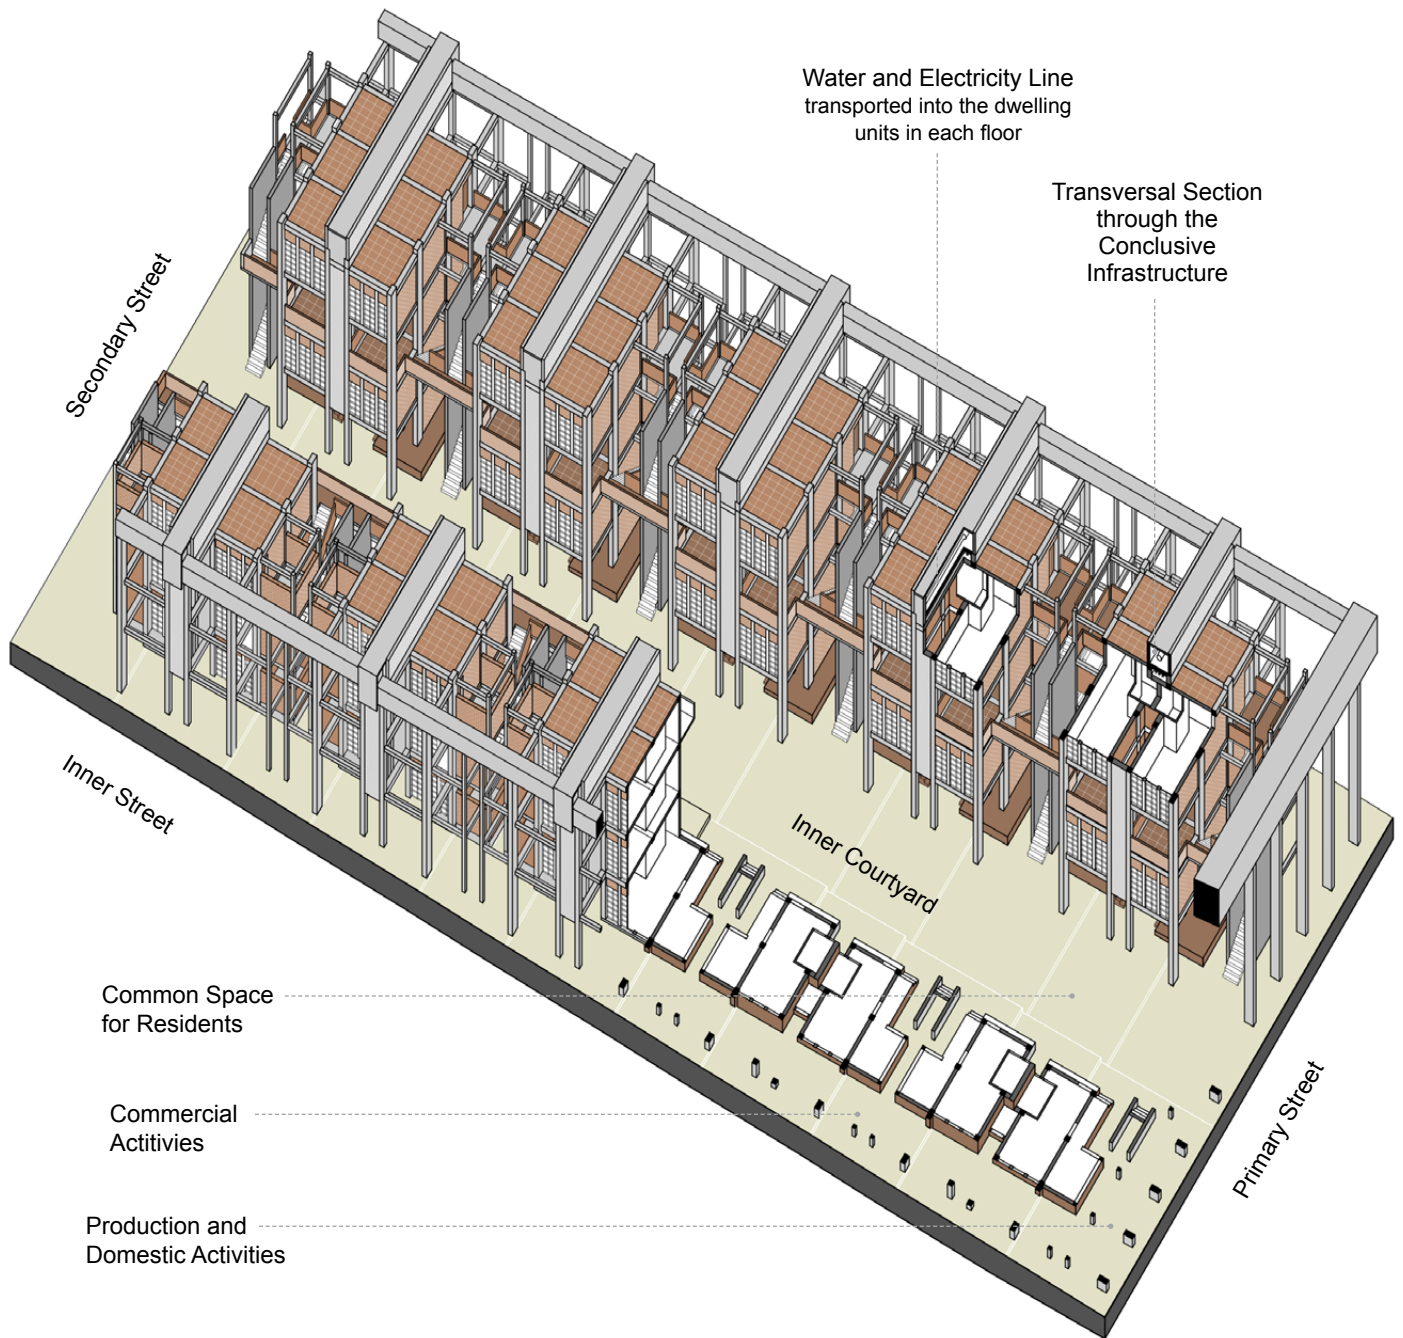 Water and Electricity Line
transported into the dwelling
units in each floor
Transversal Section
through the
Conclusive
Infrastructure
Secondary Street
Inner Street
Inner Courtyard
Common Space
for Residents
Commercial
Actitivies
Production and
Domestic Activities
Primary Street